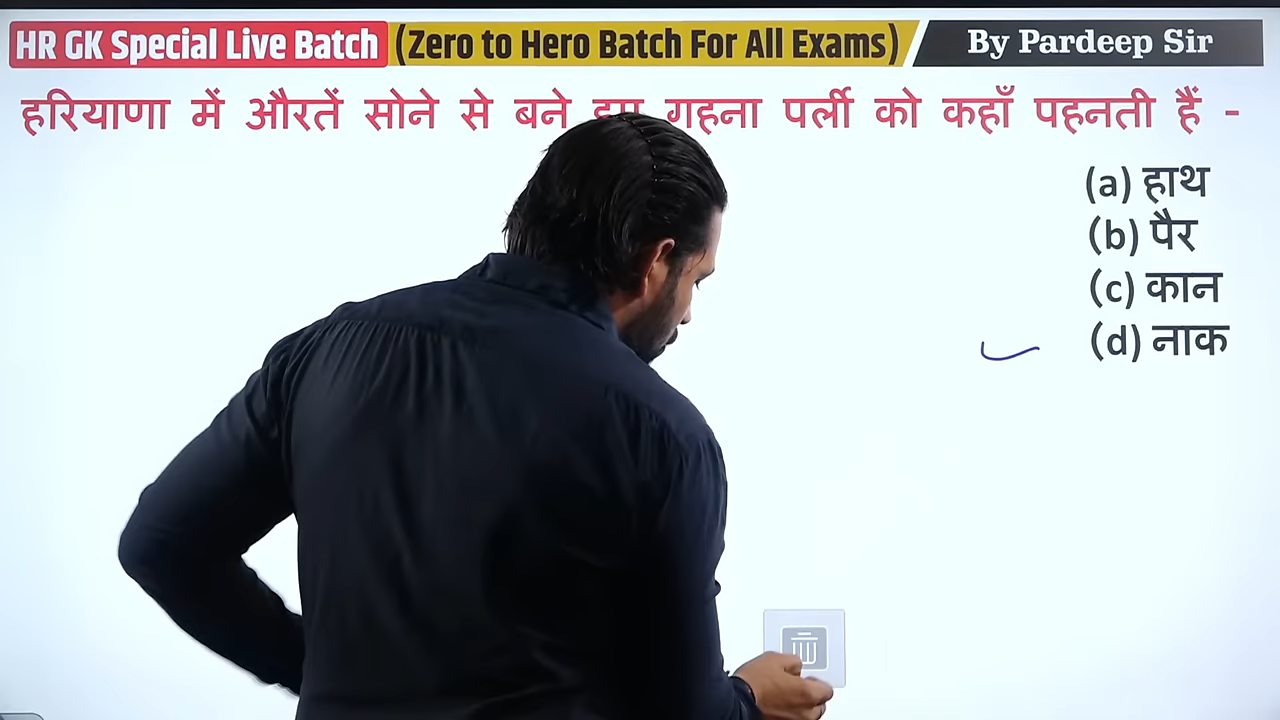 HR GK Special Live Batch (Zero to Hero Batch For All Exams) By Pardeep Sir
हरियाणा में औरतें सोने से बने गहना पर्ली को कहाँ पहनती हैं -
(a) हाथ
(b) पैर
(c) कान
(d) नाक